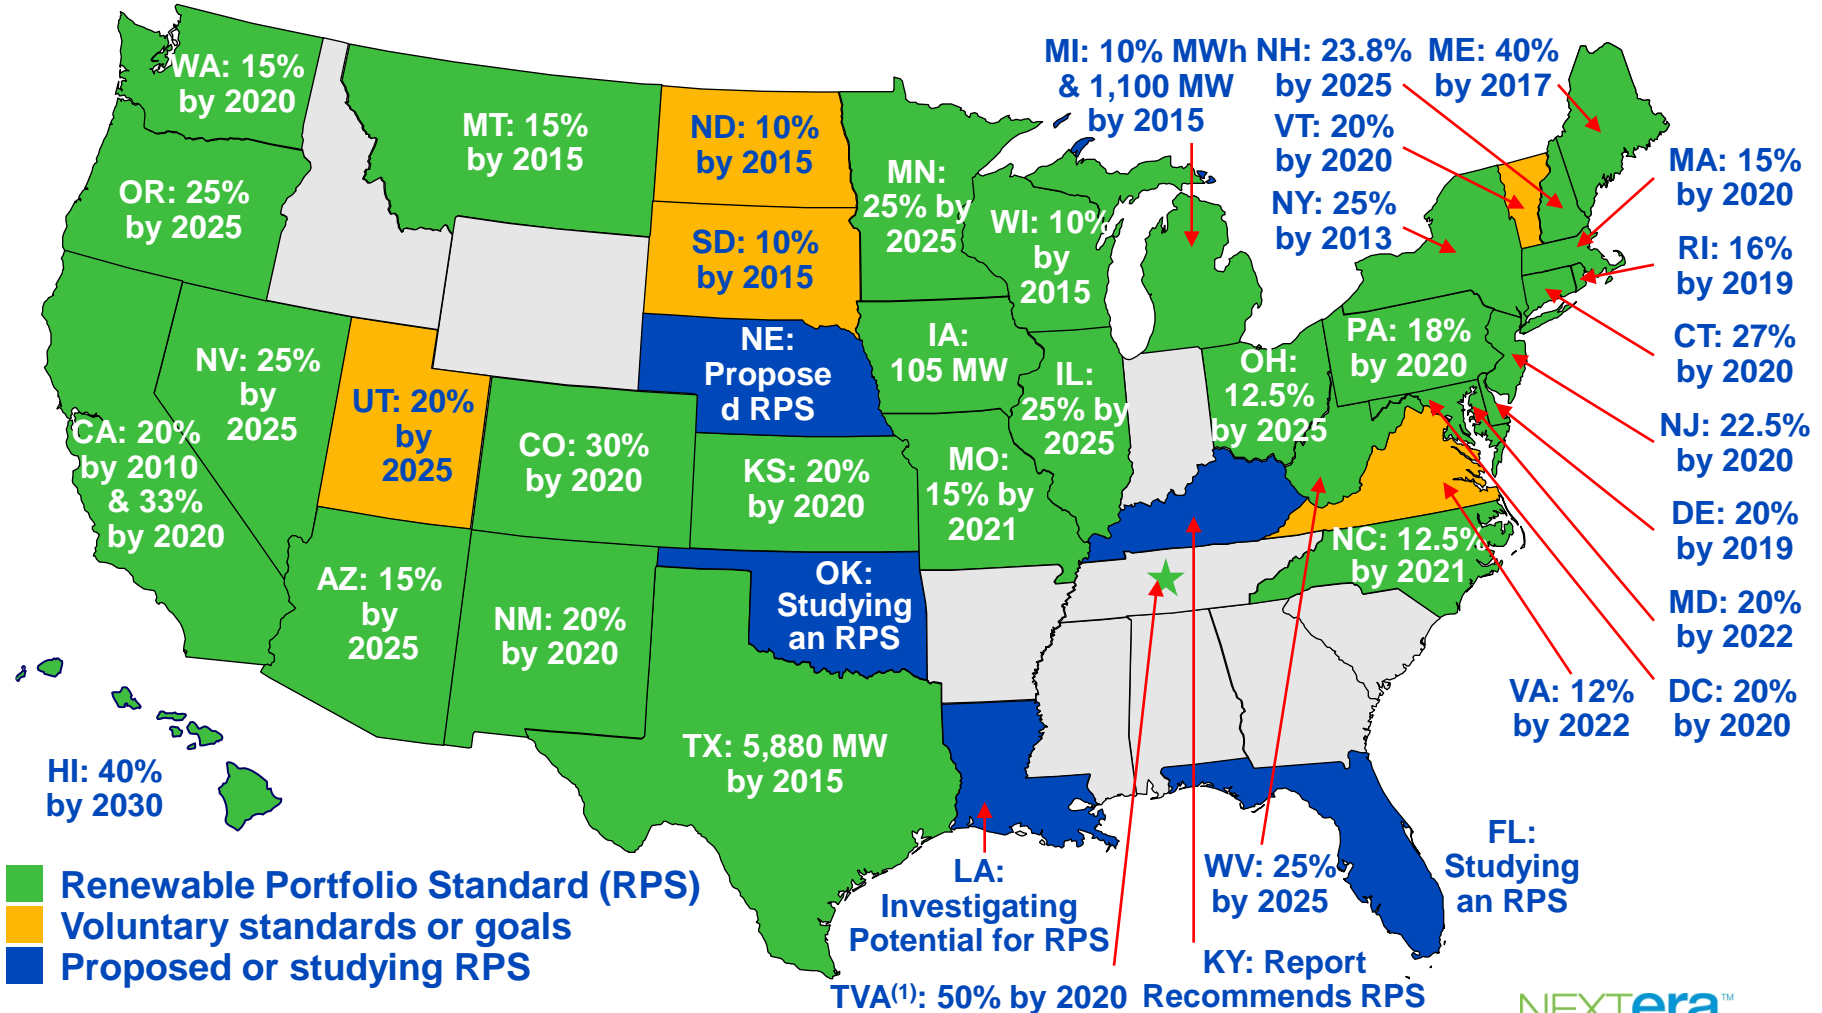 WA: 15%
by 2020
OR: 25%
by 2025
MT: 15%
by 2015
ND: 10%
by 2015
SD: 10%
by 2015
MN:
25% by
2025
WI: 10%
by
2015
MI: 10% MWh
& 1,100 MW
by 2015
NH: 23.8%
by 2025
ME: 40%
by 2017
VT: 20%
by 2020
NY: 25%
by 2013
MA: 15%
by 2020
RI: 16%
by 2019
CT: 27%
by 2020
NJ: 22.5%
by 2020
DE: 20%
by 2019
MD: 20%
by 2022
DC: 20%
by 2020
VA: 12%
by 2022
NV: 25%
by
2025
UT: 20%
by
2025
CA: 20%
by 2010
& 33%
by 2020
CO: 30%
by 2020
NE:
Propose
d RPS
KS: 20%
by 2020
IA:
105 MW
MO:
15% by
2021
IL:
25% by
2025
OH:
12.5%
by 2025
PA: 18%
by 2020
NC: 12.5%
by 2021
AZ: 15%
by
2025
NM: 20%
by 2020
OK:
Studying
an RPS
TX: 5,880 MW
by 2015
HI: 40%
by 2030
LA:
Investigating
Potential for RPS
WV: 25%
by 2025
FL:
Studying
an RPS
KY: Report
Recommends RPS
TVA(1): 50% by 2020
Renewable Portfolio Standard (RPS)
Voluntary standards or goals
Proposed or studying RPS
NEXTera™